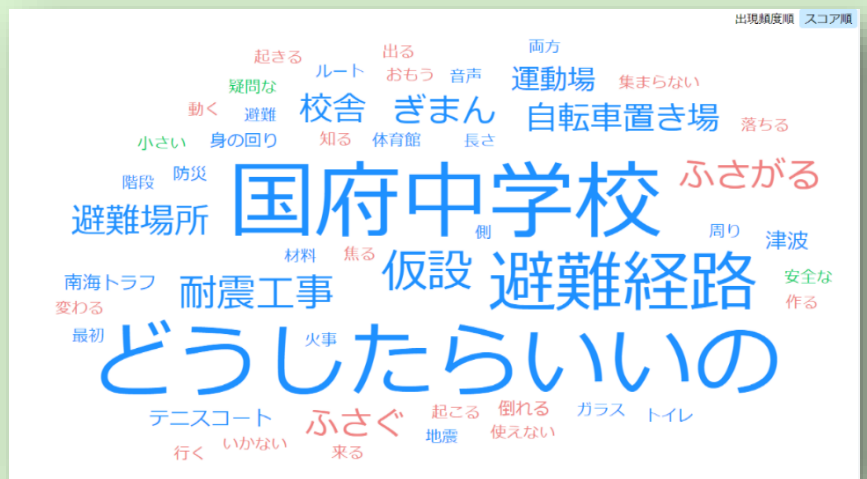 出現頻度順 スコア順
両方
起きる 出る
ルート おもう 音声 運動場 集まらない
疑問な
動く 避難 校舎 ぎまん 自転車置き場 落ちる
小さい 身の回り 知る 体育館 長さ
階段 防災 国府中学校 ふさがる
避難場所 側 周り 津波
材料 焦る 仮設 避難経路 安全な
南海トラフ 耐震工事 作る
変わる
最初 どうしたらいいの
火事
テニスコート ふさぐ 起こる 倒れる ガラス トイレ
地震 使えない
行く いかない 来る